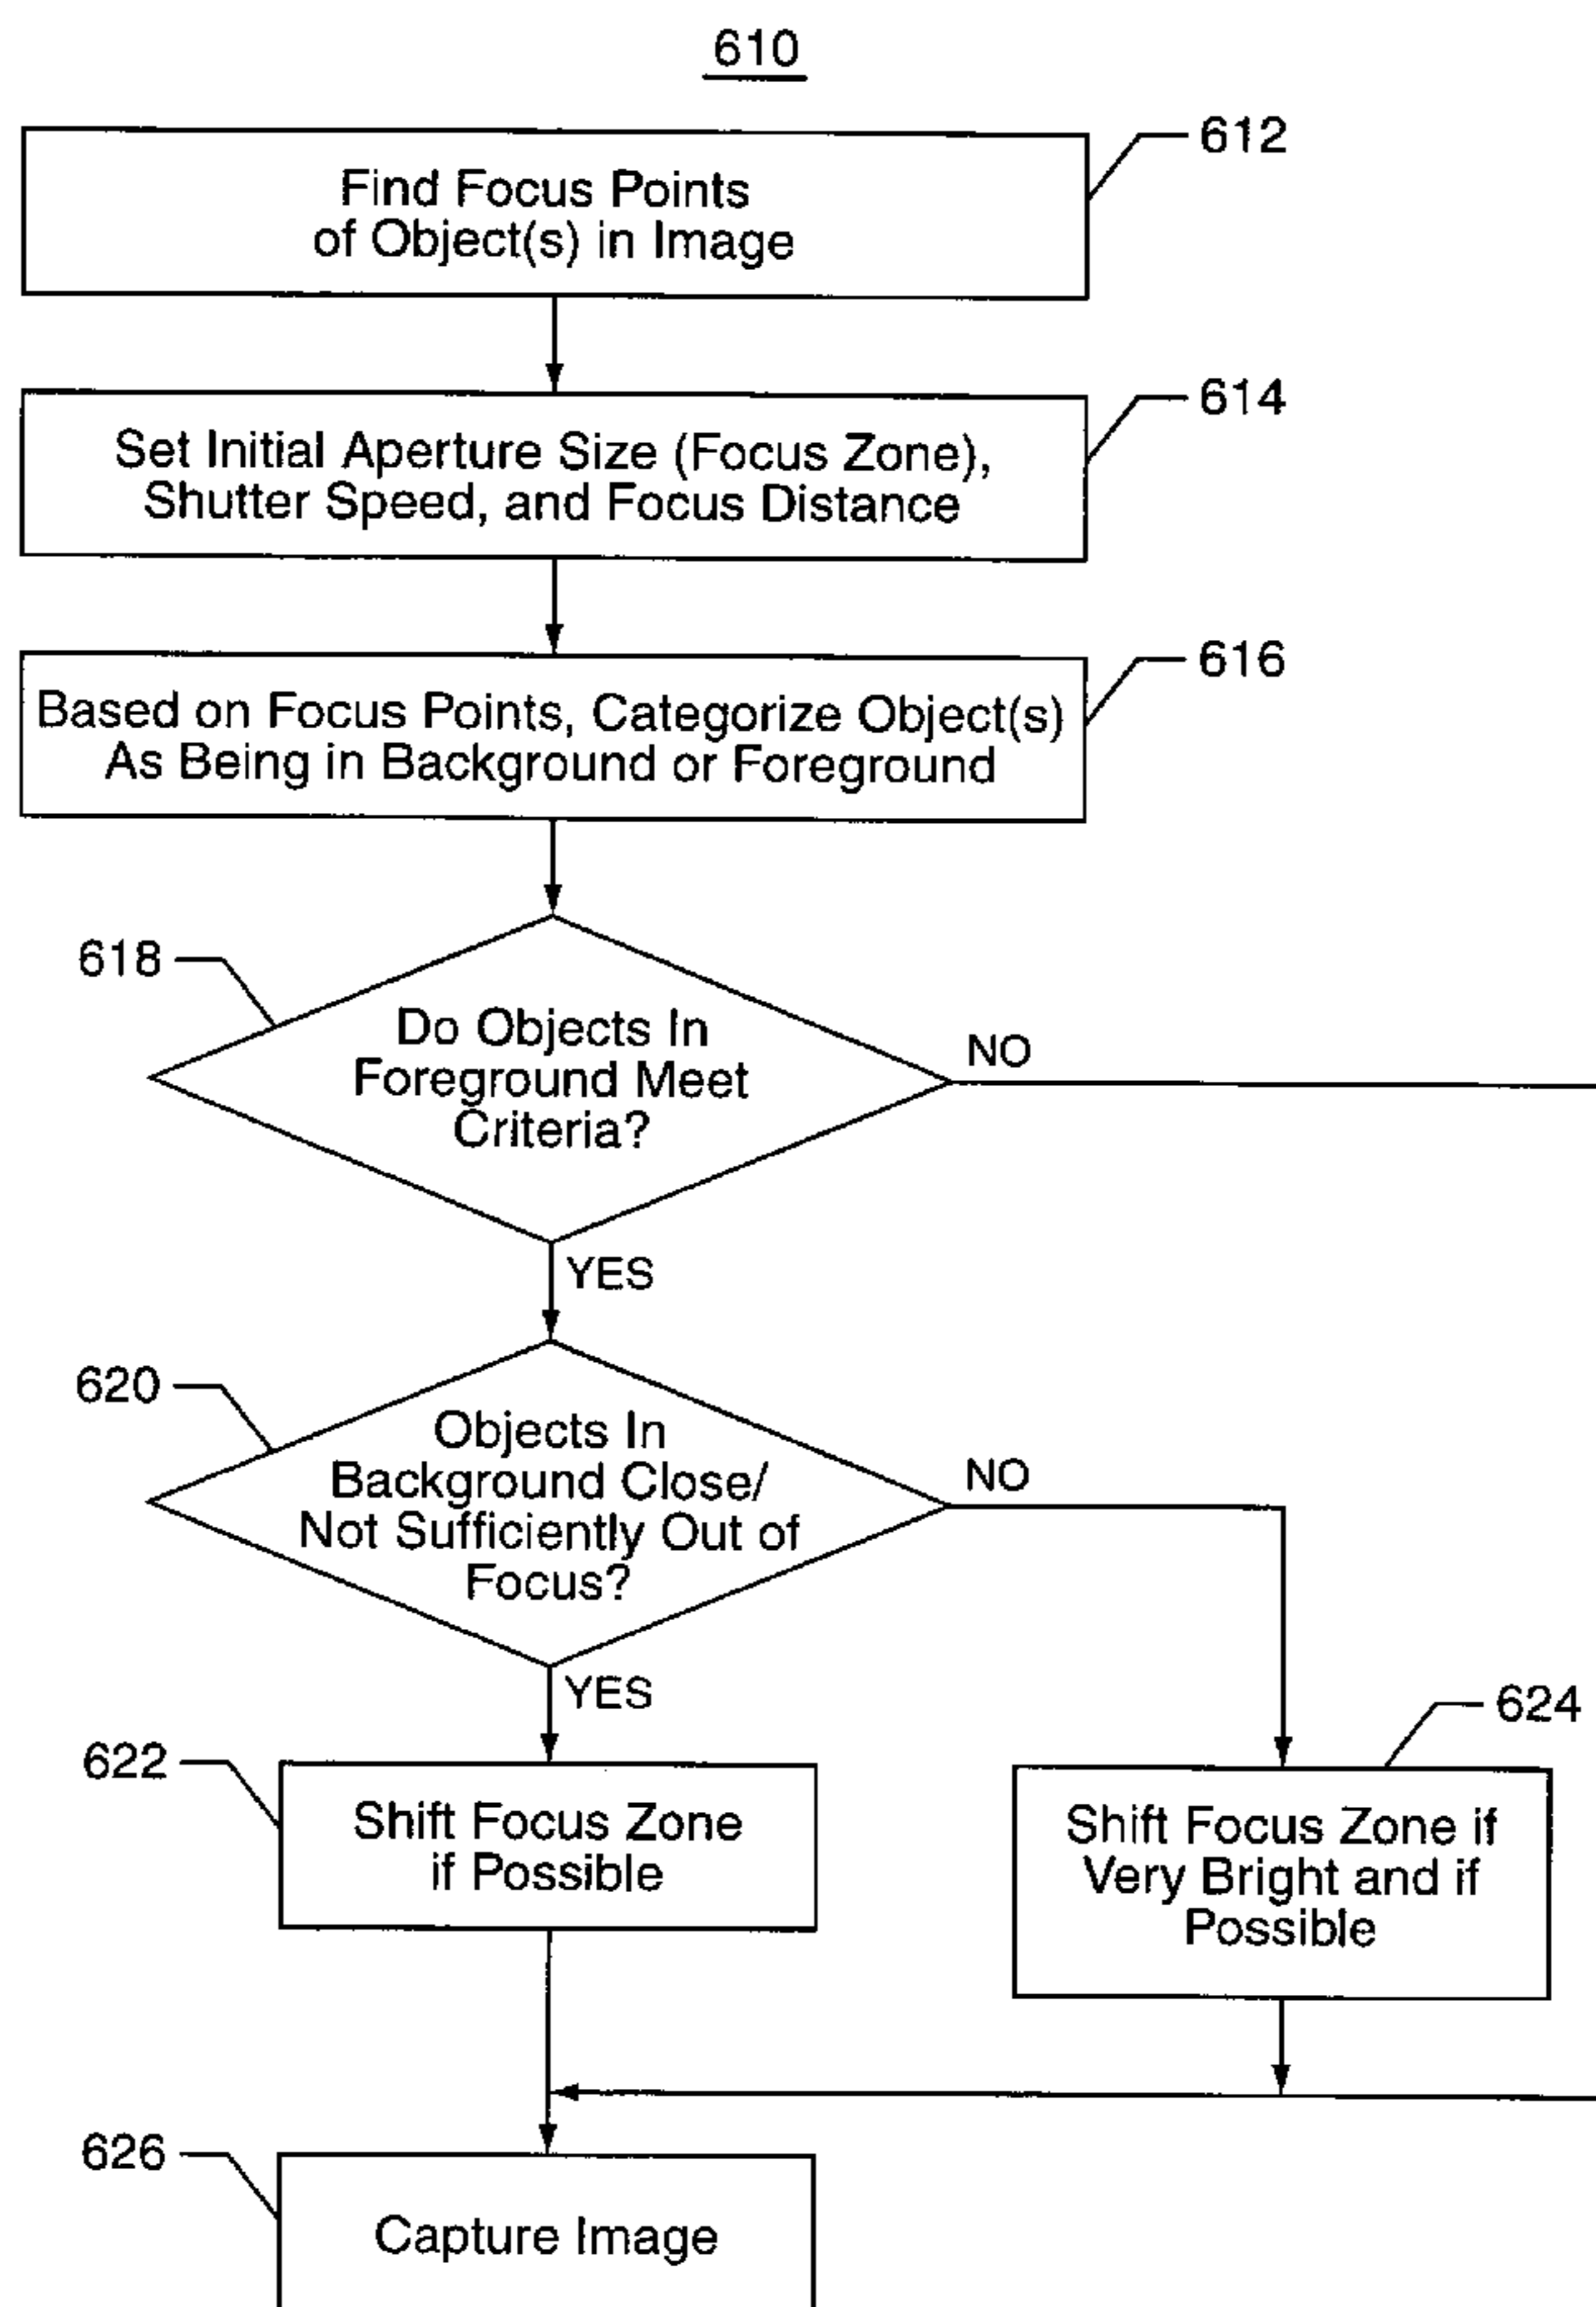 610
612
Find Focus Points
of Object(s) in Image
614
Set Initial Aperture Size (Focus Zone),
Shutter Speed, and Focus Distance
616
Based on Focus Points, Categorize Object(s)
As Being in Background or Foreground
618
Do Objects In
Foreground Meet
Criteria?
NO
YES
620
Objects In
Background Close/
Not Sufficiently Out of
Focus?
NO
YES
622
Shift Focus Zone
if Possible
624
Shift Focus Zone if
Very Bright and if
Possible
626
Capture Image